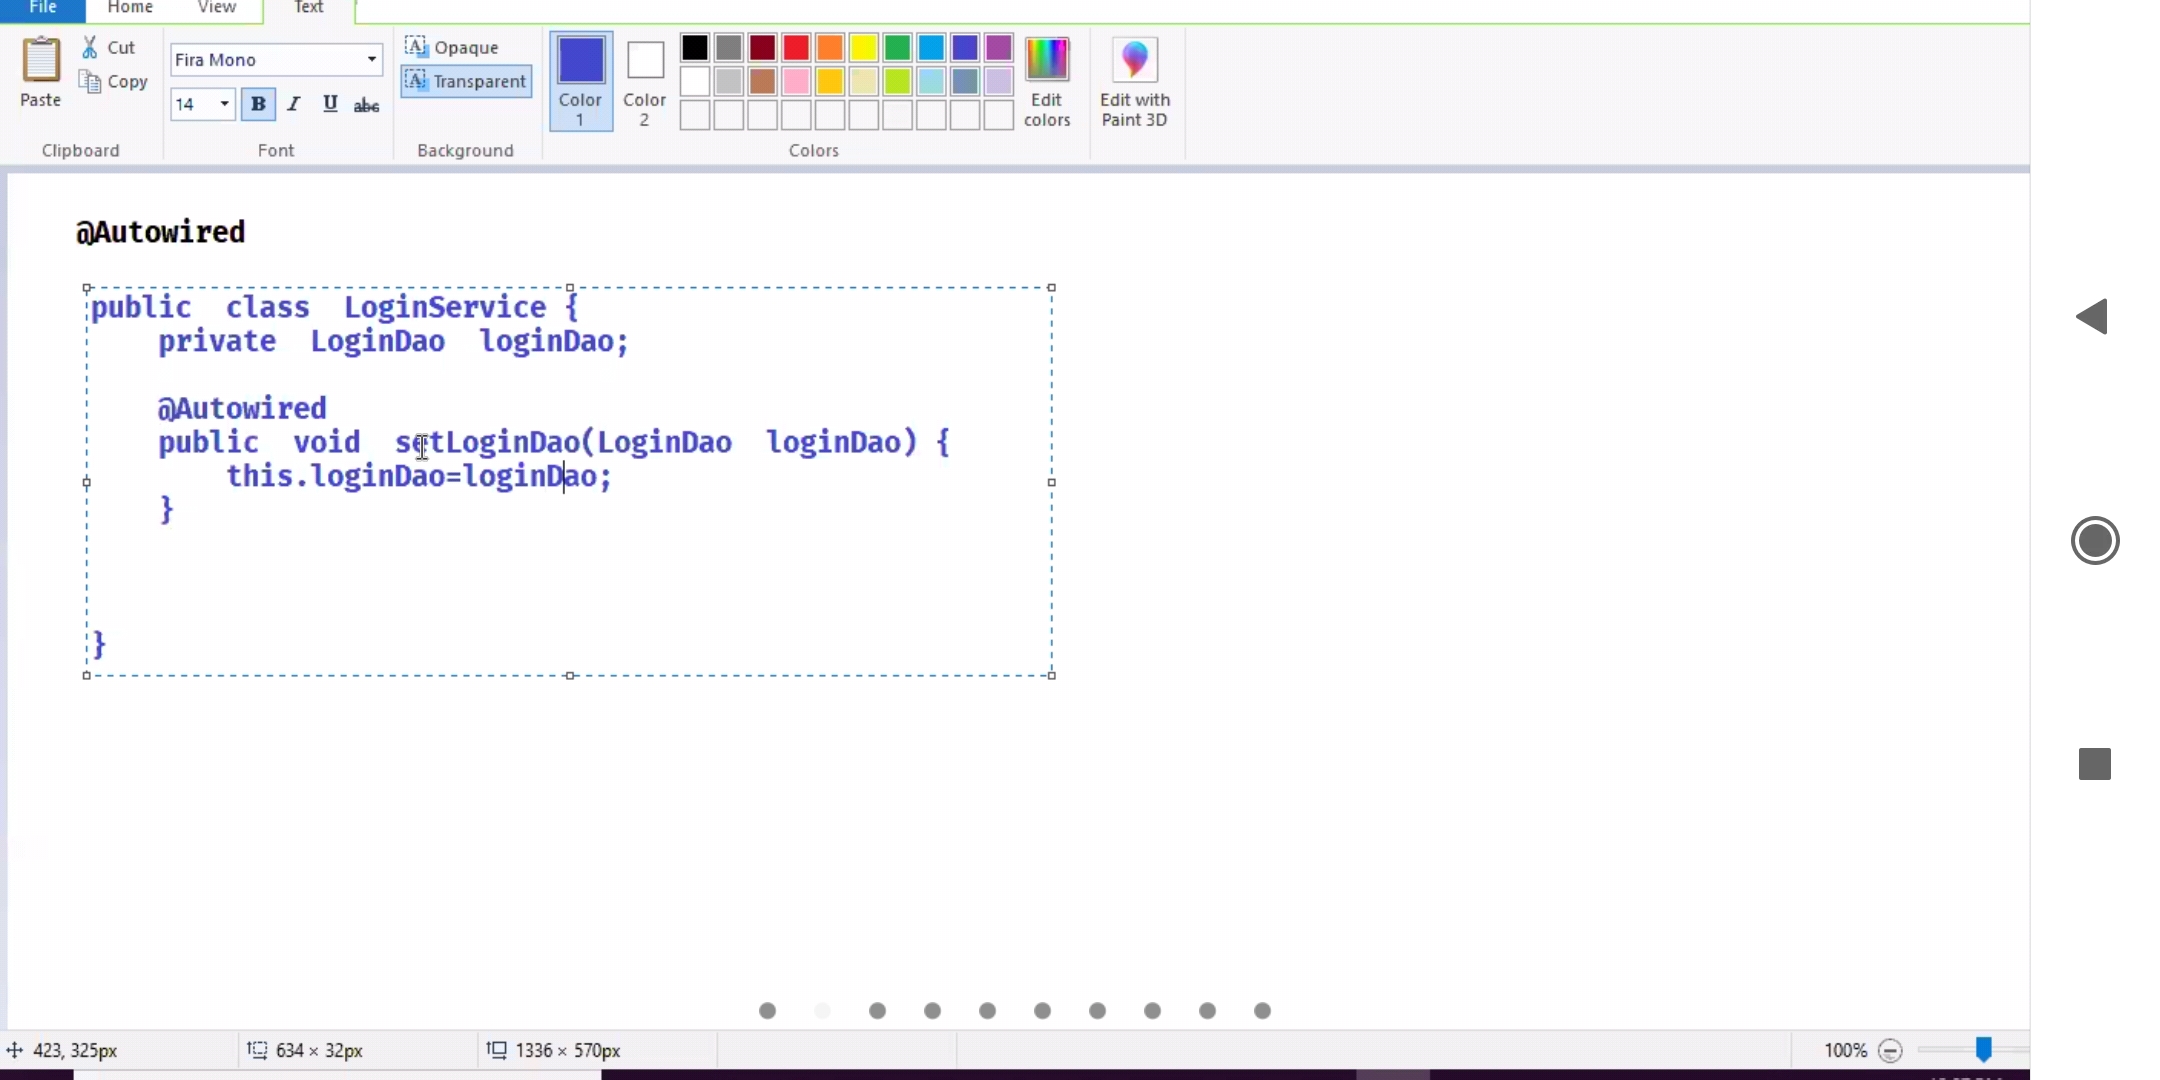 File Home View Text
Paste Cut Copy
Clipboard
Fira Mono
14 B I U abc
Font
Opaque
Transparent
Background
Color 1
Color 2
Edit colors
Colors
Edit with Paint 3D
@Autowired
public class LoginService {
private LoginDao loginDao;
@Autowired
public void setLoginDao(LoginDao loginDao) {
this.loginDao=loginDao;
}
}
423, 325px 634 × 32px 1336 × 570px 100%